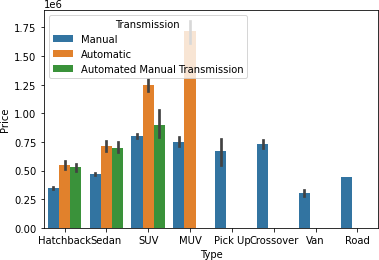 1e6
Transmission
Manual
Automatic
Automated Manual Transmission
1.75
1.50
1.25
1.00
0.75
0.50
0.25
0.00
Price
Hatchback Sedan SUV MUV Pick Up Crossover Van Road
Type